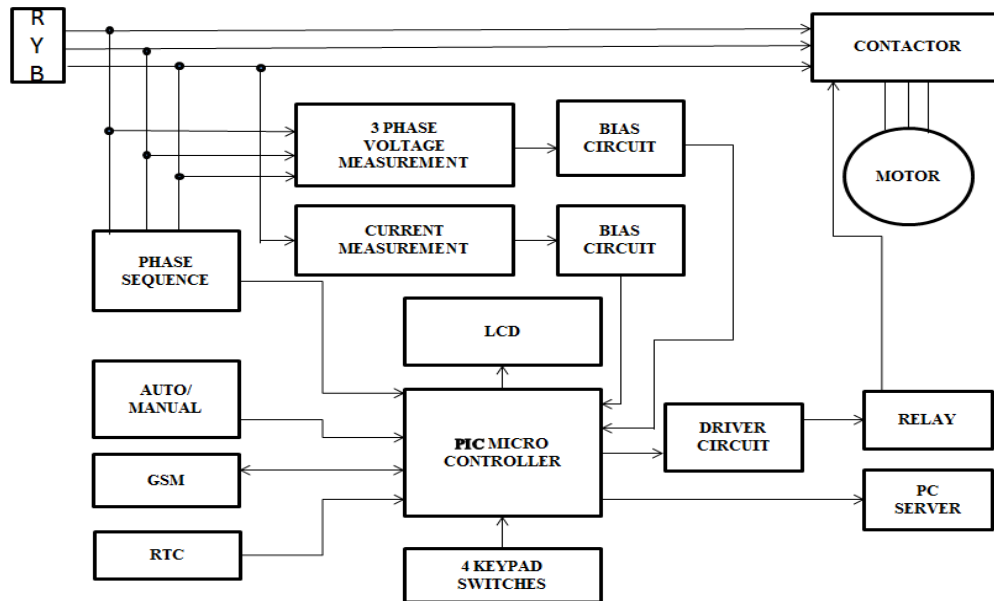 R
Y
B
CONTACTOR
3 PHASE
VOLTAGE
MEASUREMENT
BIAS
CIRCUIT
MOTOR
CURRENT
MEASUREMENT
BIAS
CIRCUIT
PHASE
SEQUENCE
LCD
AUTO/
MANUAL
PIC MICRO
CONTROLLER
DRIVER
CIRCUIT
RELAY
GSM
PC
SERVER
RTC
4 KEYPAD
SWITCHES